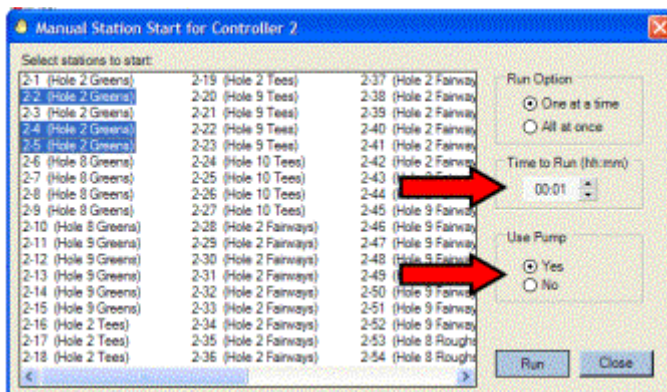 Manual Station Start for Controller 2
Select stations to start:
2-1 (Hole 2 Greens)
2-2 (Hole 2 Greens)
2-3 (Hole 2 Greens)
2-4 (Hole 2 Greens)
2-5 (Hole 2 Greens)
2-6 (Hole 8 Greens)
2-7 (Hole 8 Greens)
2-8 (Hole 8 Greens)
2-9 (Hole 8 Greens)
2-10 (Hole 8 Greens)
2-11 (Hole 9 Greens)
2-12 (Hole 9 Greens)
2-13 (Hole 9 Greens)
2-14 (Hole 9 Greens)
2-15 (Hole 9 Greens)
2-16 (Hole 2 Tees)
2-17 (Hole 2 Tees)
2-18 (Hole 2 Tees)
2-19 (Hole 2 Tees)
2-20 (Hole 9 Tees)
2-21 (Hole 9 Tees)
2-22 (Hole 9 Tees)
2-23 (Hole 9 Tees)
2-24 (Hole 10 Tees)
2-25 (Hole 10 Tees)
2-26 (Hole 10 Tees)
2-27 (Hole 10 Tees)
2-28 (Hole 2 Fairways)
2-29 (Hole 2 Fairways)
2-30 (Hole 2 Fairways)
2-31 (Hole 2 Fairways)
2-32 (Hole 2 Fairways)
2-33 (Hole 2 Fairways)
2-34 (Hole 2 Fairways)
2-35 (Hole 2 Fairways)
2-36 (Hole 2 Fairways)
2-37 (Hole 2 Fairway
2-38 (Hole 2 Fairway
2-39 (Hole 2 Fairway
2-40 (Hole 2 Fairway
2-41 (Hole 2 Fairway
2-42 (Hole 2 Fairway
2-43 (Hole 2 Fairway
2-44
2-45 (Hole 9 Fairway
2-46 (Hole 9 Fairway
2-47 (Hole 9 Fairway
2-48 (Hole 9 Fairway
2-49
2-50 (Hole 9 Fairway
2-51 (Hole 9 Fairway
2-52 (Hole 9 Fairway
2-53 (Hole 8 Roughs
2-54 (Hole 8 Roughs
Run Option
One at a time
All at once
Time to Run (hh:mm)
00:01
Use Pump
Yes
No
Run
Close